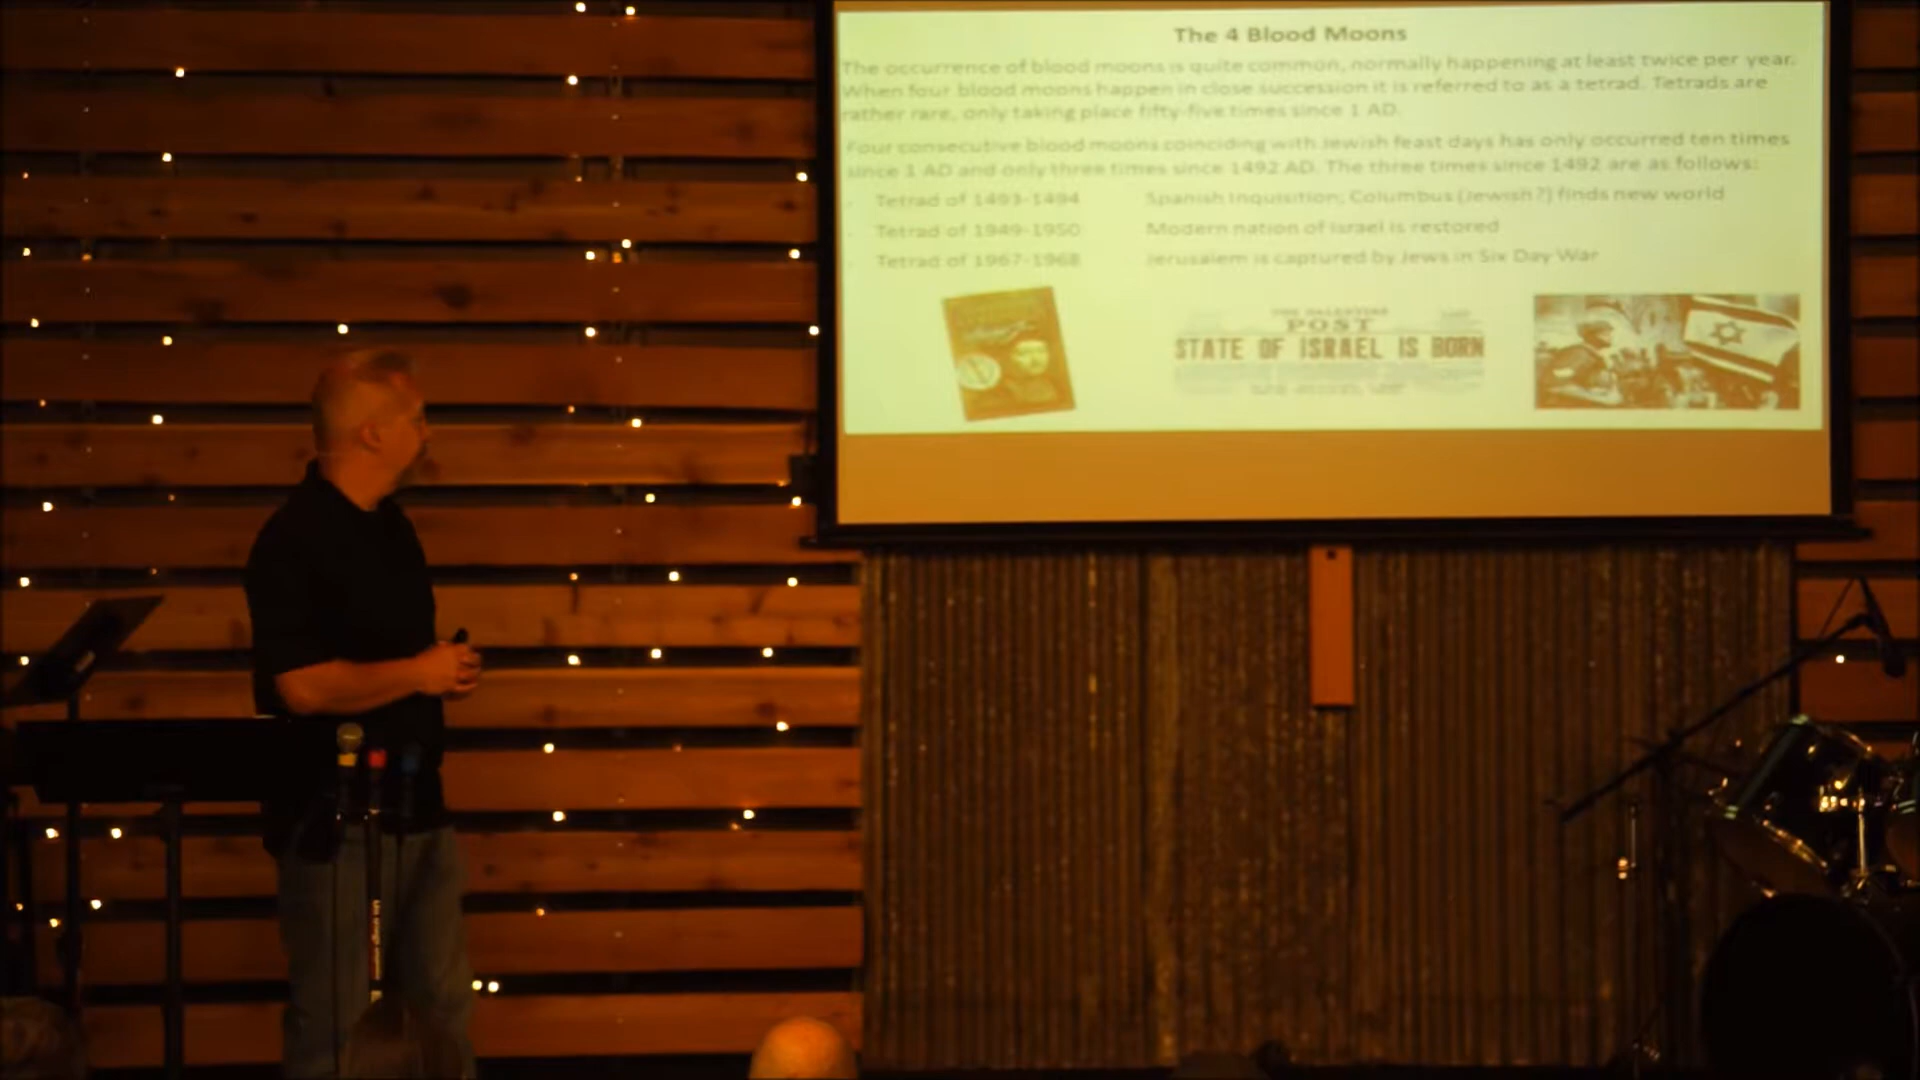 The 4 Blood Moons
The occurrence of blood moons is quite common, normally happening at least twice per year.
When four blood moons happen in close succession it is referred to as a tetrad. Tetrads are
rather rare, only taking place fifty-five times since 1 AD.
Four consecutive blood moons coinciding with Jewish feast days has only occurred ten times
since 1 AD and only three times since 1492 AD. The three times since 1492 are as follows:
Tetrad of 1493-1494 Spanish Inquisition; Columbus (Jewish?) finds new world
Tetrad of 1949-1950 Modern nation of Israel is restored
Tetrad of 1967-1968 Jerusalem is captured by Jews in Six Day War
THE PALESTINE
POST
STATE OF ISRAEL IS BORN